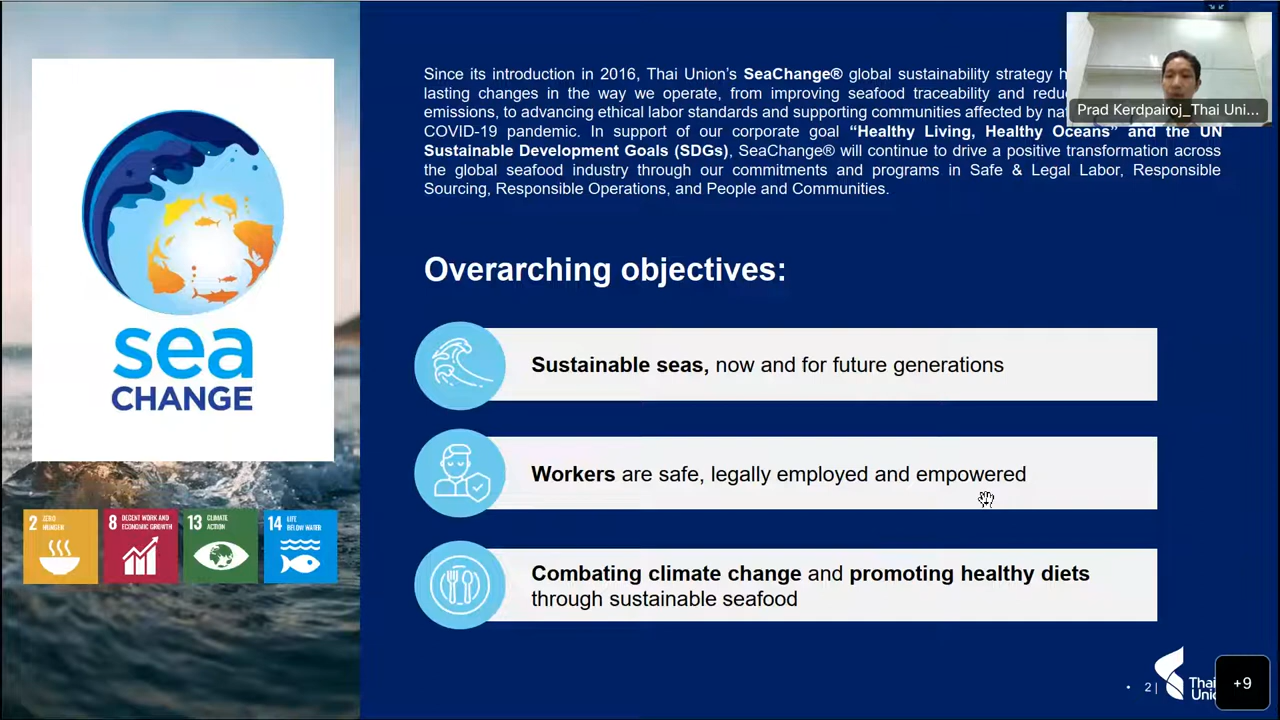 Since its introduction in 2016, Thai Union's SeaChange® global sustainability strategy
lasting changes in the way we operate, from improving seafood traceability and
emissions, to advancing ethical labor standards and supporting communities affected by
COVID-19 pandemic. In support of our corporate goal “Healthy Living, Healthy Oceans” and the UN
Sustainable Development Goals (SDGs), SeaChange® will continue to drive a positive transformation across
the global seafood industry through our commitments and programs in Safe & Legal Labor, Responsible
Sourcing, Responsible Operations, and People and Communities.
Prad Kerdpairoj_Thai Uni...
sea
CHANGE
Overarching objectives:
Sustainable seas, now and for future generations
Workers are safe, legally employed and empowered
Combating climate change and promoting healthy diets
through sustainable seafood
2 ZERO
HUNGER
8 DECENT WORK AND
ECONOMIC GROWTH
13 CLIMATE
ACTION
14 LIFE
BELOW WATER
• 2 |
Thai
+9